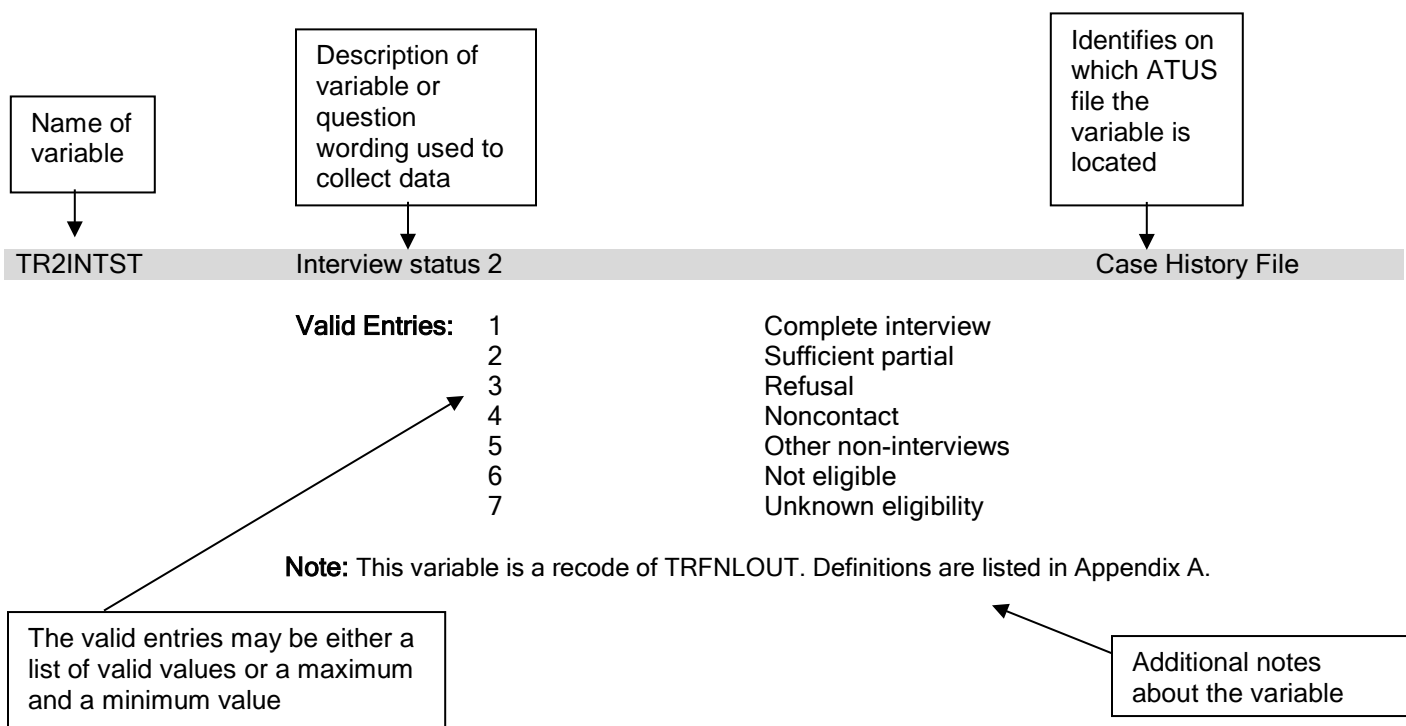 Name of
variable
Description of
variable or
question
wording used to
collect data
Identifies on
which ATUS
file the
variable is
located
TR2INTST Interview status 2 Case History File
Valid Entries: 1 Complete interview
2 Sufficient partial
3 Refusal
4 Noncontact
5 Other non-interviews
6 Not eligible
7 Unknown eligibility
Note: This variable is a recode of TRFNLOUT. Definitions are listed in Appendix A.
The valid entries may be either a
list of valid values or a maximum
and a minimum value
Additional notes
about the variable